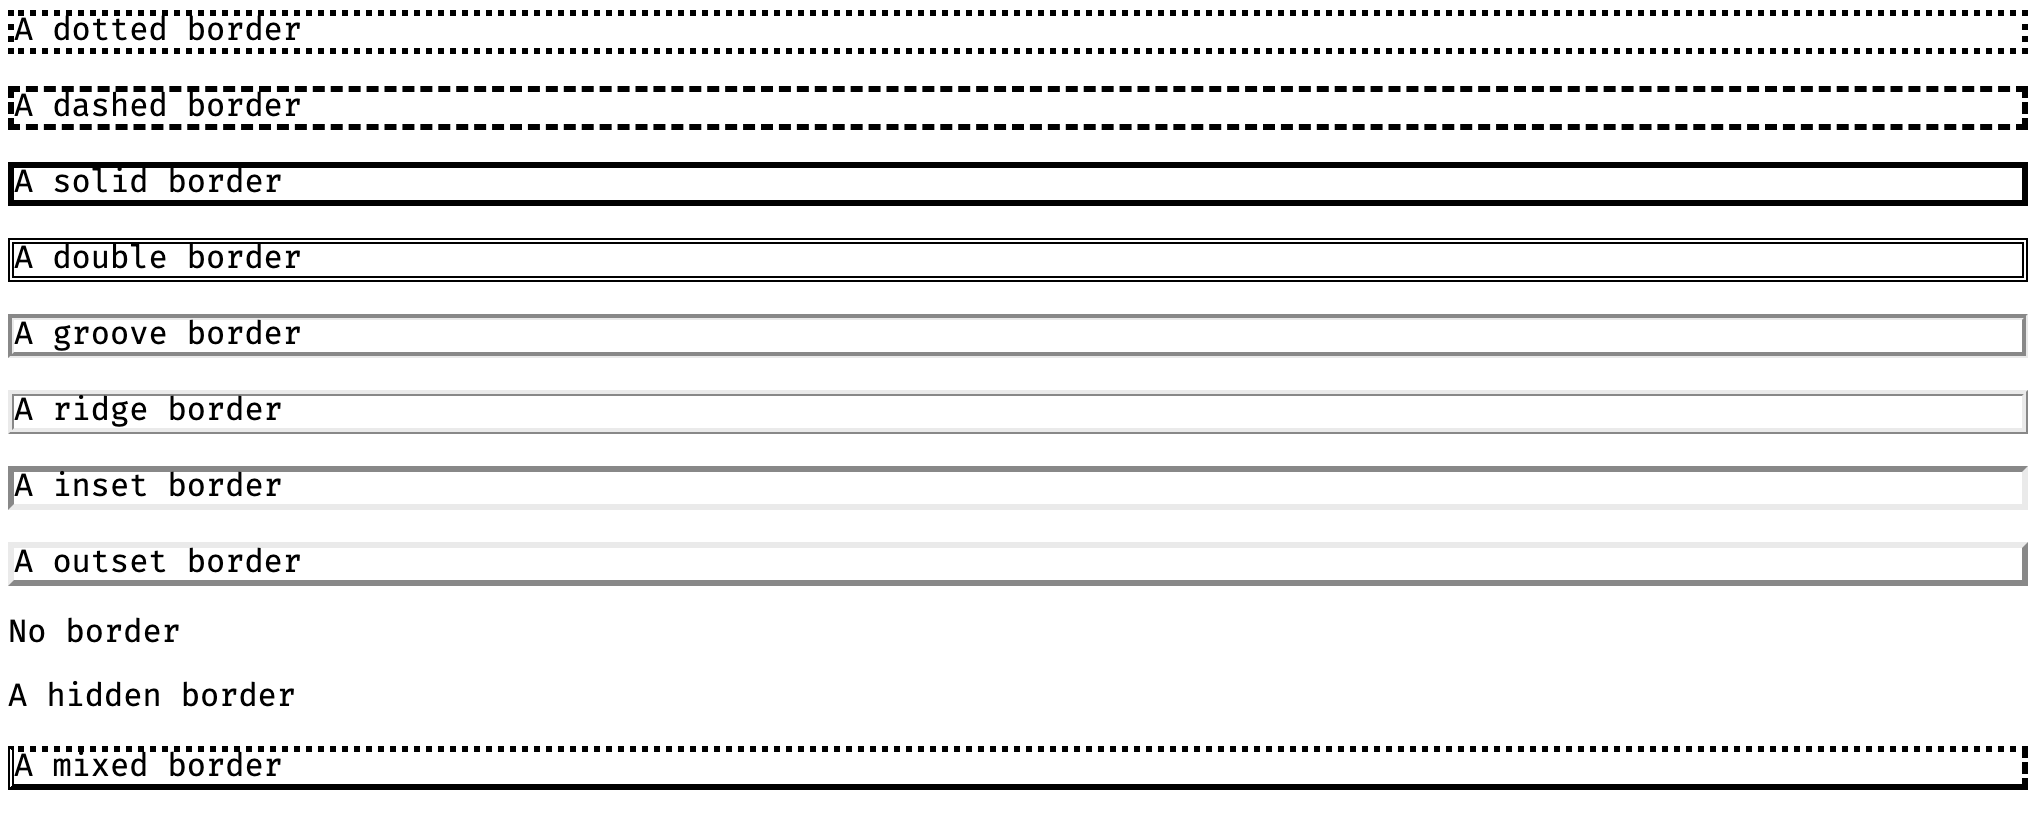 A dotted border
A dashed border
A solid border
A double border
A groove border
A ridge border
A inset border
A outset border
No border
A hidden border
A mixed border